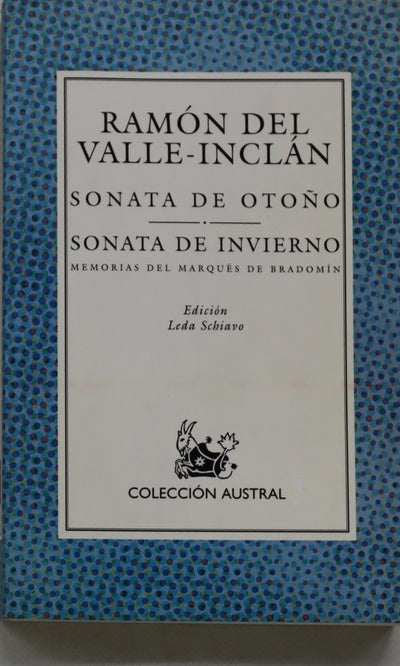 RAMÓN DEL
VALLE-INCLÁN
SONATA DE OTOÑO
SONATA DE INVIERNO
MEMORIAS DEL MARQUÉS DE BRADOMÍN
Edición
Leda Schiavo
COLECCIÓN AUSTRAL